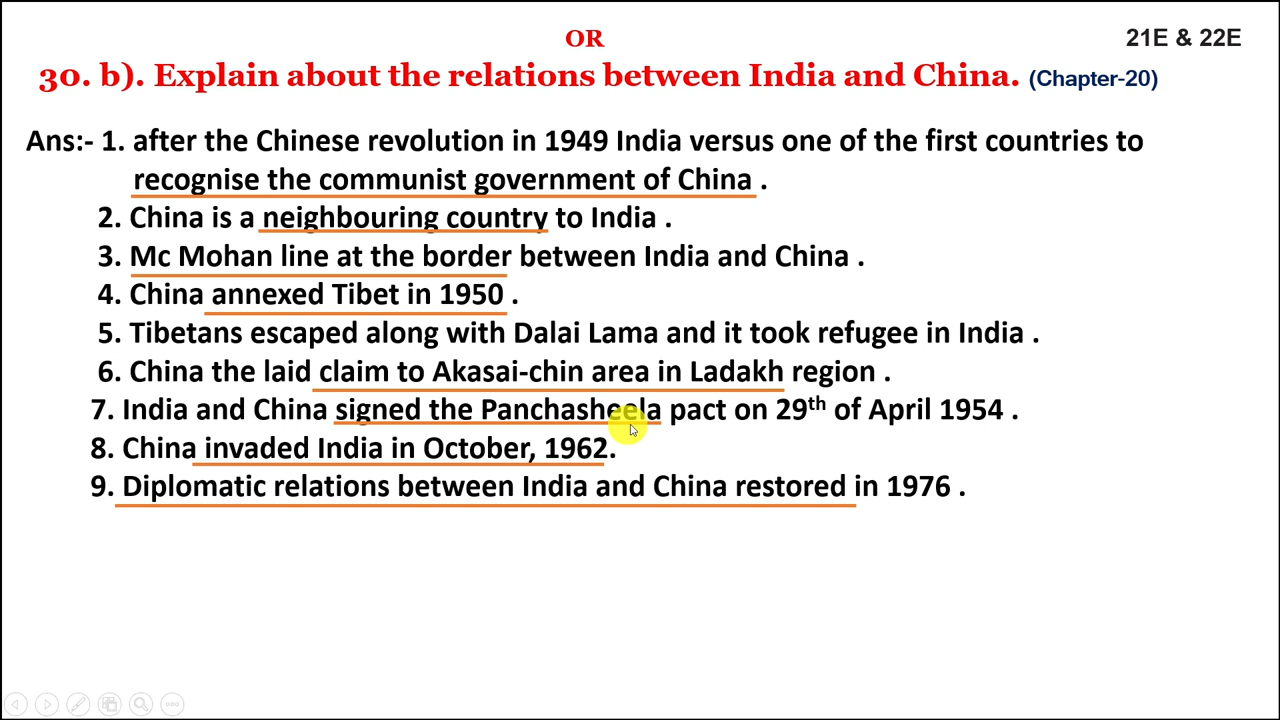 OR
21E & 22E
30. b). Explain about the relations between India and China. (Chapter-20)
Ans:- 1. after the Chinese revolution in 1949 India versus one of the first countries to
recognise the communist government of China .
2. China is a neighbouring country to India .
3. Mc Mohan line at the border between India and China .
4. China annexed Tibet in 1950 .
5. Tibetans escaped along with Dalai Lama and it took refugee in India .
6. China the laid claim to Akasai-chin area in Ladakh region .
7. India and China signed the Panchasheela pact on 29th of April 1954 .
8. China invaded India in October, 1962.
9. Diplomatic relations between India and China restored in 1976 .